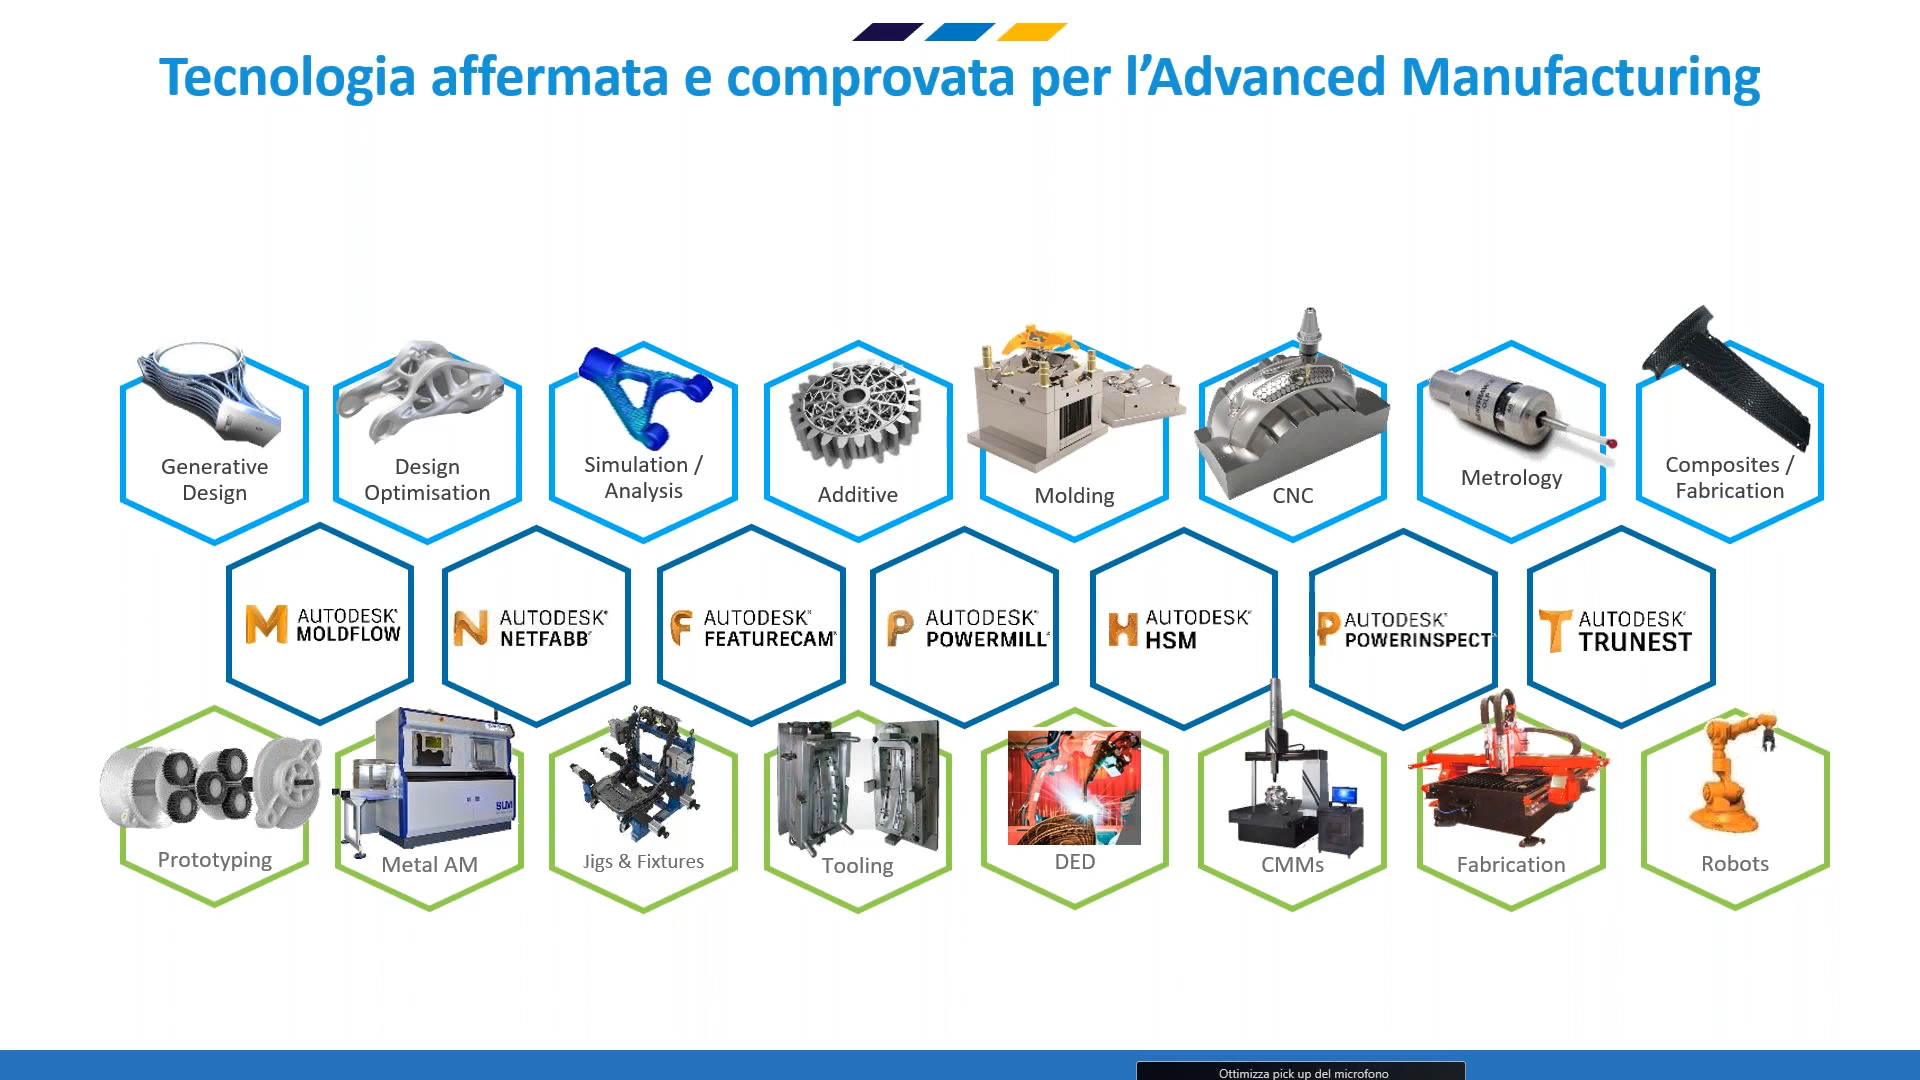 Tecnologia affermata e comprovata per l’Advanced Manufacturing
Generative
Design
Design
Optimisation
Simulation /
Analysis
Additive
Molding
CNC
Metrology
Composites /
Fabrication
M AUTODESK®
MOLDFLOW
N AUTODESK®
NETFABB®
F AUTODESK®
FEATURECAM®
P AUTODESK®
POWERMILL®
H AUTODESK®
HSM
P AUTODESK®
POWERINSPECT®
T AUTODESK®
TRUNEST
SLM
Prototyping
Metal AM
Jigs & Fixtures
Tooling
DED
CMMs
Fabrication
Robots
Ottimizza pick up del microfono